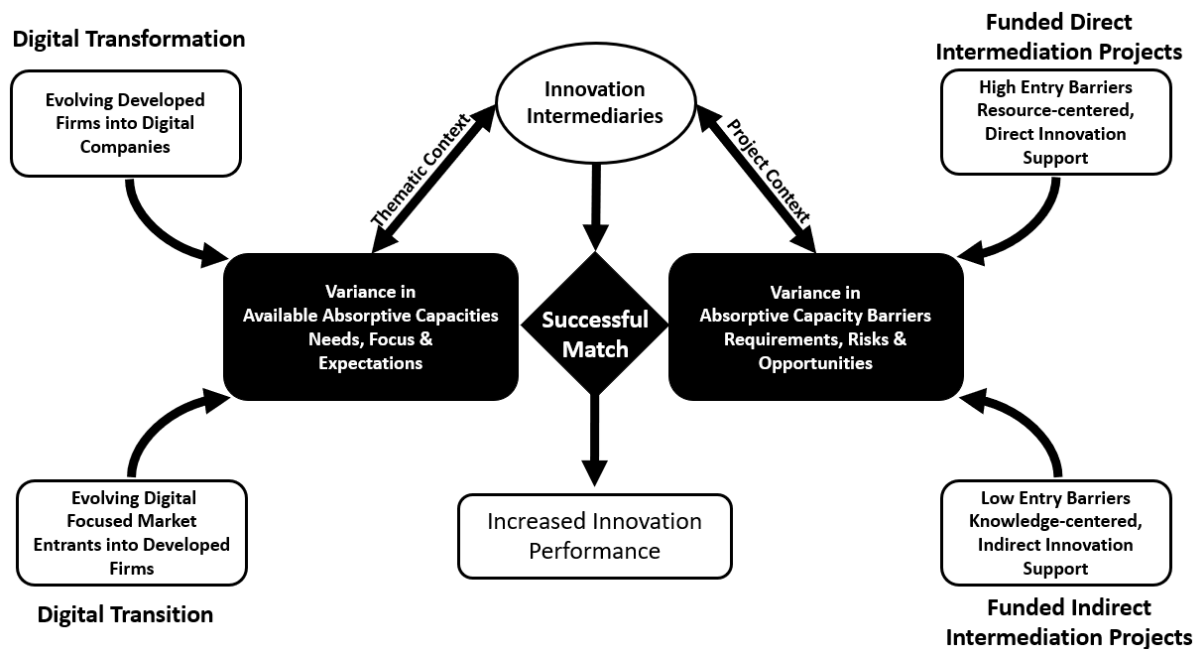 Digital Transformation
Evolving Developed
Firms into Digital
Companies
Innovation
Intermediaries
Funded Direct
Intermediation Projects
High Entry Barriers
Resource-centered,
Direct Innovation
Support
Thematic Context
Project Context
Variance in
Available Absorptive Capacities
Needs, Focus &
Expectations
Successful
Match
Variance in
Absorptive Capacity Barriers
Requirements, Risks &
Opportunities
Evolving Digital
Focused Market
Entrants into Developed
Firms
Digital Transition
Increased Innovation
Performance
Low Entry Barriers
Knowledge-centered,
Indirect Innovation
Support
Funded Indirect
Intermediation Projects